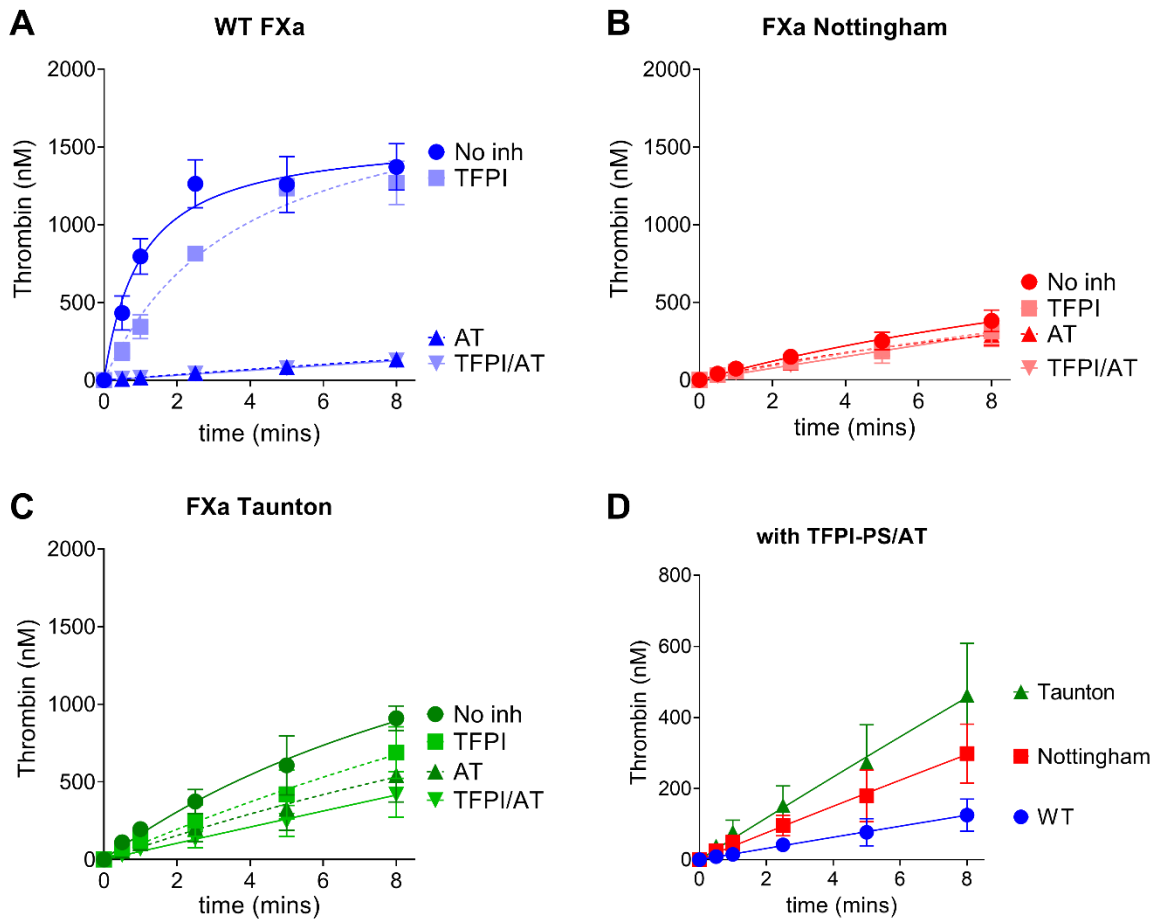 A
WT FXa
Thrombin (nM)
2000
1500
1000
500
0
0 2 4 6 8
time (mins)
No inh
TFPI
AT
TFPI/AT
B
FXa Nottingham
Thrombin (nM)
2000
1500
1000
500
0
0 2 4 6 8
time (mins)
No inh
TFPI
AT
TFPI/AT
C
FXa Taunton
Thrombin (nM)
2000
1500
1000
500
0
0 2 4 6 8
time (mins)
No inh
TFPI
AT
TFPI/AT
D
with TFPI-PS/AT
Thrombin (nM)
800
600
400
200
0
0 2 4 6 8
time (mins)
Taunton
Nottingham
WT